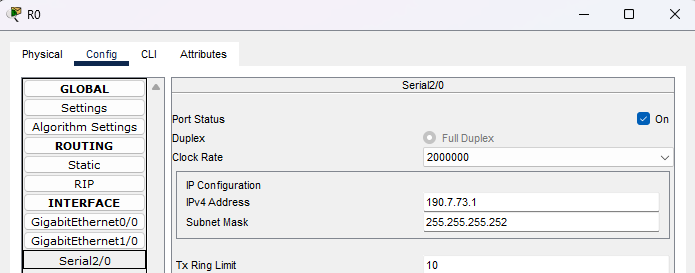 R0
Physical Config CLI Attributes
GLOBAL
Settings
Algorithm Settings
ROUTING
Static
RIP
INTERFACE
GigabitEthernet0/0
GigabitEthernet1/0
Serial2/0
Serial2/0
Port Status On
Duplex Full Duplex
Clock Rate 2000000
IP Configuration
IPv4 Address 190.7.73.1
Subnet Mask 255.255.255.252
Tx Ring Limit 10